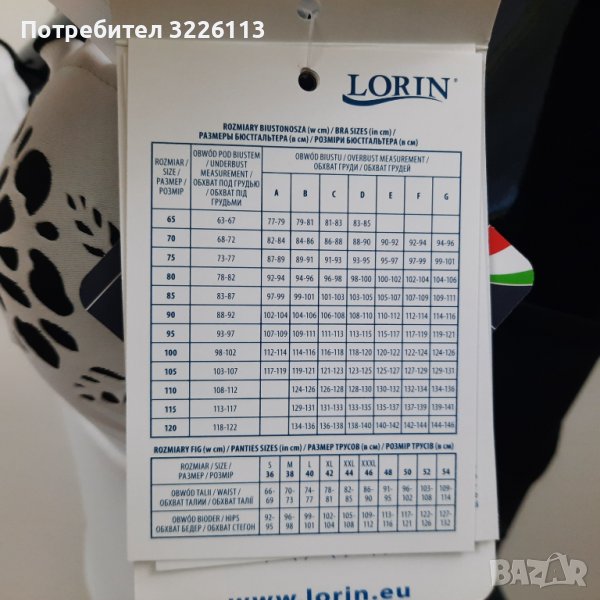 Потребител 3226113
LORIN®
ROZMIARY BIUSTONOSZA (w cm) / BRA SIZES (in cm) /
РАЗМЕРЫ БЮСТГАЛЬТЕРА (в см) / РОЗМІРИ БЮСТГАЛЬТЕРА (в см)
ROZMIAR / SIZE / РАЗМЕР / РОЗМІР
OBWÓD POD BIUSTEM / UNDERBUST MEASUREMENT / ОБХВАТ ПОД ГРУДЬЮ / ОБХВАТ ПІД ГРУДЬМИ
OBWÓD BIUSTU / OVERBUST MEASUREMENT / ОБХВАТ ГРУДИ / ОБХВАТ ГРУДЕЙ
A B C D E F G
65 63-67 77-79 79-81 81-83 83-85
70 68-72 82-84 84-86 86-88 88-90 90-92 92-94 94-96
75 73-77 87-89 89-91 91-93 93-95 95-97 97-99 99-101
80 78-82 92-94 94-96 96-98 98-100 100-102 102-104 104-106
85 83-87 97-99 99-101 101-103 103-105 105-107 107-109 109-111
90 88-92 102-104 104-106 106-108 108-110 110-112 112-114 114-116
95 93-97 107-109 109-111 111-113 113-115 115-117 117-119 119-121
100 98-102 112-114 114-116 116-118 118-120 120-122 122-124 124-126
105 103-107 117-119 119-121 121-123 123-125 125-127 127-129 129-131
110 108-112 124-126 126-128 128-130 130-132 132-134 134-136
115 113-117 129-131 131-133 133-135 135-137 137-139 139-141
120 118-122 134-136 136-138 138-140 140-142 142-144 144-146
ROZMIARY FIG (w cm) / PANTIES SIZES (in cm) / РАЗМЕР ТРУСОВ (в см) / РОЗМІР ТРУСІВ (в см)
ROZMIAR / SIZE / РАЗМЕР / РОЗМІР S 36 M 38 L 40 XL 42 XXL 44 XXXL 46 48 50 52 54
OBWÓD TALII / WAIST / ОБХВАТ ТАЛИИ / ОБХВАТ ТАЛІЇ 66-69 70-73 74-77 78-81 82-85 86-90 91-95 96-102 103-108 109-114
OBWÓD BIODER / HIPS ОБХВАТ БЕДЕР / ОБХВАТ СТЕГОН 92-95 96-98 99-101 102-104 105-108 109-112 113-116 117-121 122-126 127-132
www.lorin.eu
BAZAR